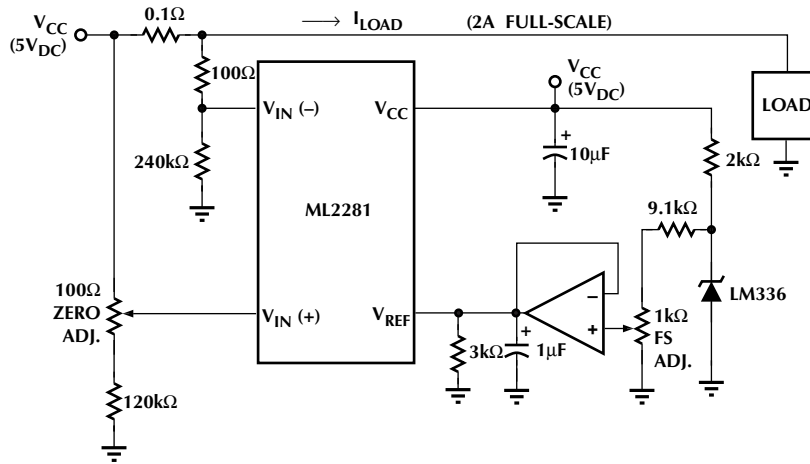 V_CC
(5V_DC)
0.1Ω
I_LOAD
(2A FULL-SCALE)
100Ω
V_IN (–)
V_CC
V_CC
(5V_DC)
LOAD
+
10µF
2kΩ
240kΩ
ML2281
9.1kΩ
100Ω
ZERO
ADJ.
V_IN (+)
V_REF
–
+
LM336
1kΩ
FS
ADJ.
+
3kΩ
1µF
120kΩ